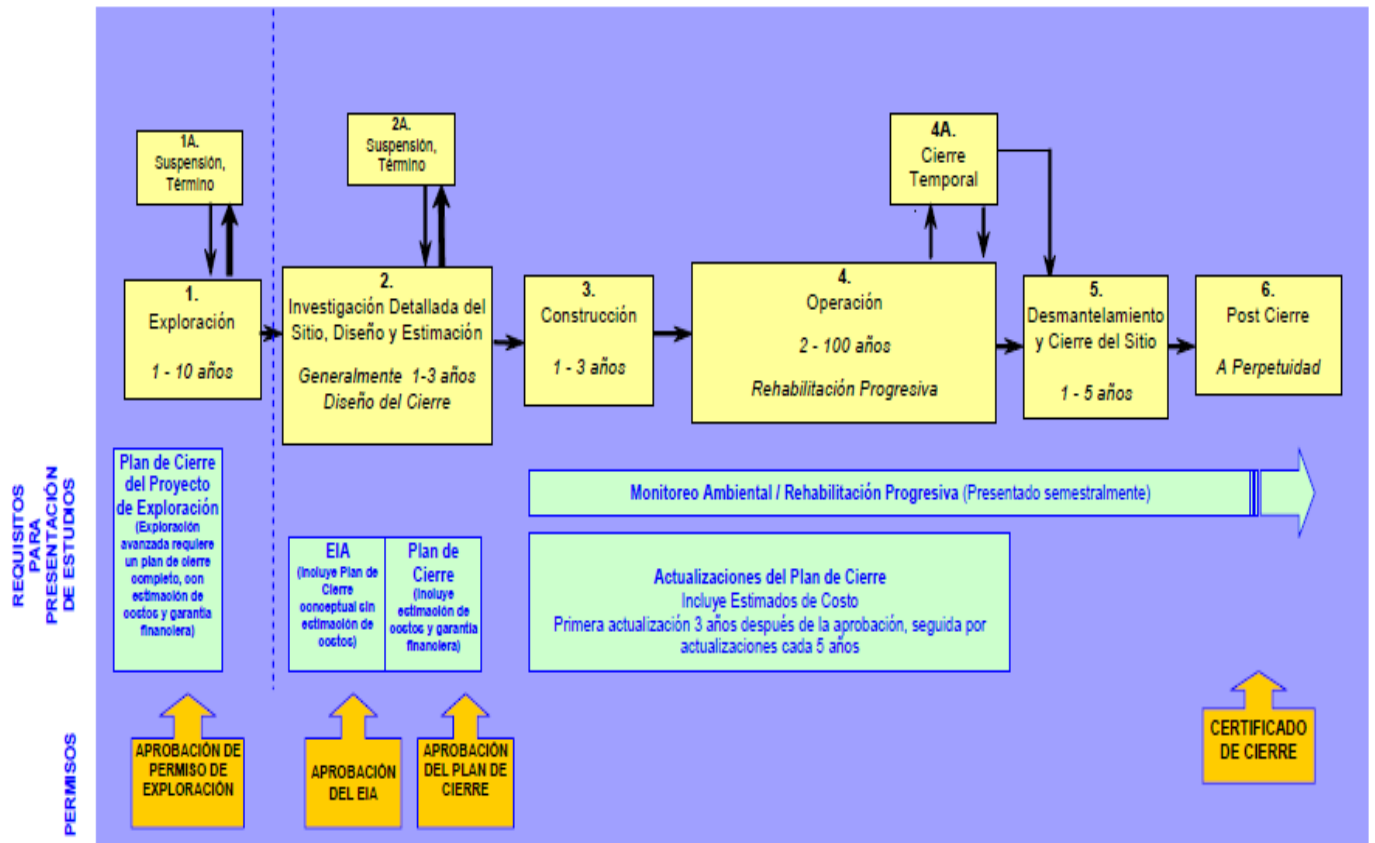 1A.
Suspensión,
Término
2A.
Suspensión,
Término
4A.
Cierre
Temporal
1.
Exploración
1 - 10 años
2.
Investigación Detallada del
Sitio, Diseño y Estimación
Generalmente 1-3 años
Diseño del Cierre
3.
Construcción
1 - 3 años
4.
Operación
2 - 100 años
Rehabilitación Progresiva
5.
Desmantelamiento
y Cierre del Sitio
1 - 5 años
6.
Post Cierre
A Perpetuidad
REQUISITOS
PARA
PRESENTACIÓN
DE ESTUDIOS
Plan de Cierre
del Proyecto
de Exploración
(Exploración
avanzada requiere
un plan de cierre
completo, con
estimación de
costos y garantía
financiera)
EIA
(Incluye Plan de
Cierre
conceptual sin
estimación de
costos)
Plan de
Cierre
(Incluye
estimación de
costos y garantía
financiera)
Monitoreo Ambiental / Rehabilitación Progresiva (Presentado semestralmente)
Actualizaciones del Plan de Cierre
Incluye Estimados de Costo
Primera actualización 3 años después de la aprobación, seguida por
actualizaciones cada 5 años
PERMISOS
APROBACIÓN DE
PERMISO DE
EXPLORACIÓN
APROBACIÓN
DEL EIA
APROBACIÓN
DEL PLAN DE
CIERRE
CERTIFICADO
DE CIERRE